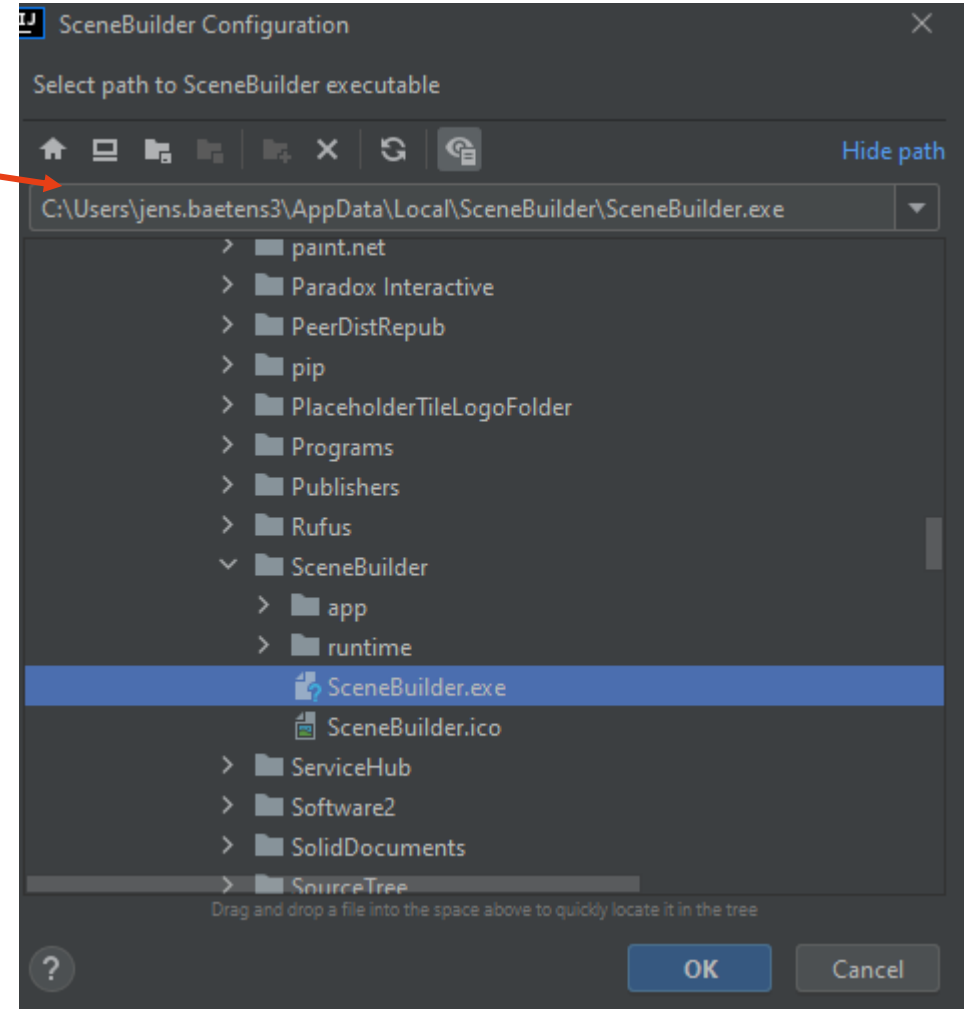 IJ SceneBuilder Configuration
Select path to SceneBuilder executable
Hide path
C:\Users\jens.baetens3\AppData\Local\SceneBuilder\SceneBuilder.exe
paint.net
Paradox Interactive
PeerDistRepub
pip
PlaceholderTileLogoFolder
Programs
Publishers
Rufus
SceneBuilder
app
runtime
SceneBuilder.exe
SceneBuilder.ico
ServiceHub
Software2
SolidDocuments
SourceTree
Drag and drop a file into the space above to quickly locate it in the tree
? OK Cancel